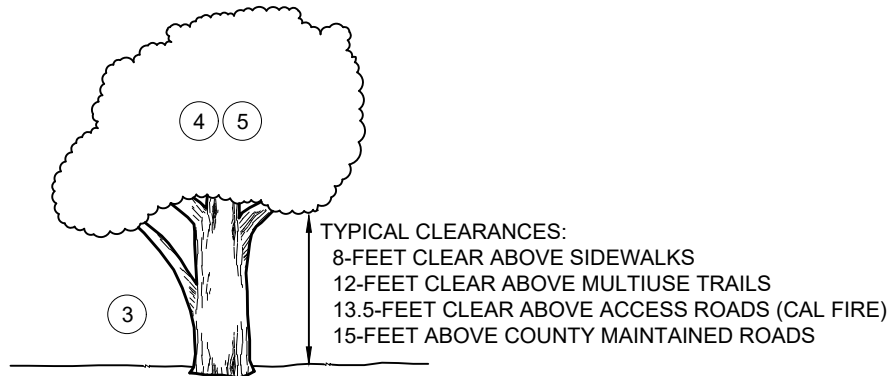 4 5
TYPICAL CLEARANCES:
8-FEET CLEAR ABOVE SIDEWALKS
12-FEET CLEAR ABOVE MULTIUSE TRAILS
13.5-FEET CLEAR ABOVE ACCESS ROADS (CAL FIRE)
3
15-FEET ABOVE COUNTY MAINTAINED ROADS